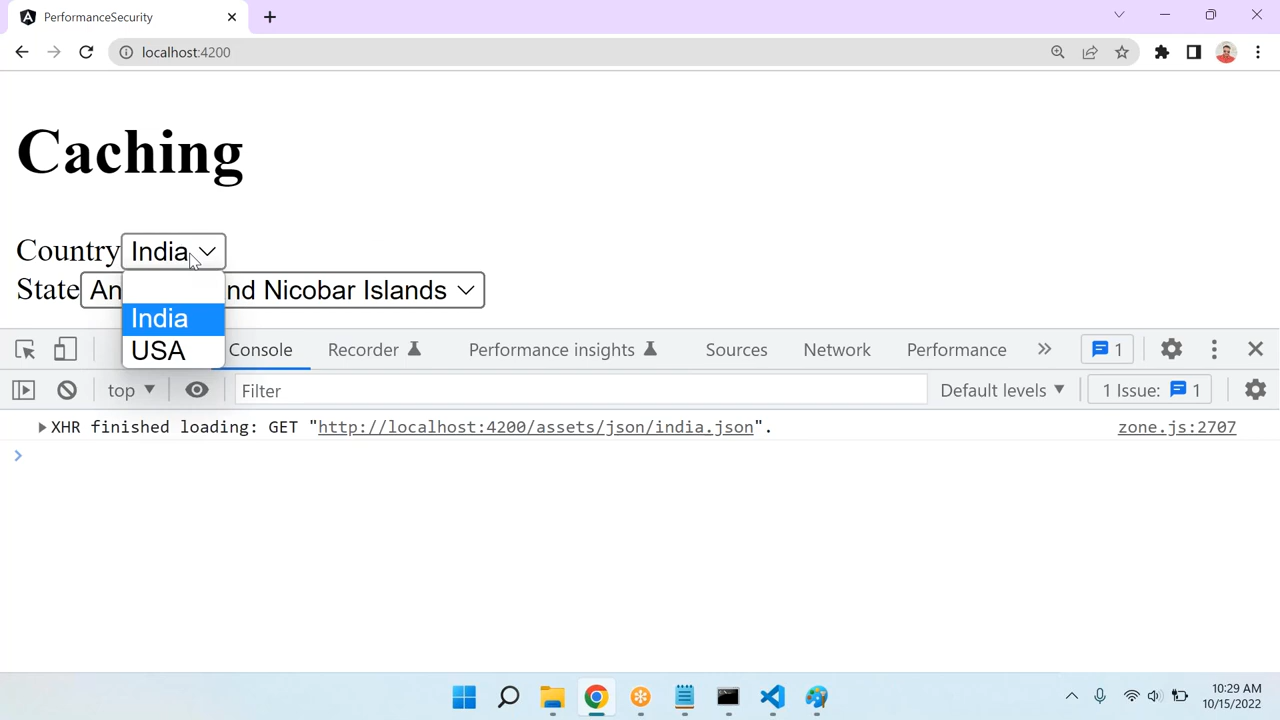 PerformanceSecurity
localhost:4200
Caching
Country India
India
USA
State An nd Nicobar Islands
Console Recorder Performance insights Sources Network Performance 1
top Filter Default levels 1 Issue: 1
XHR finished loading: GET "http://localhost:4200/assets/json/india.json". zone.js:2707
10:29 AM
10/15/2022